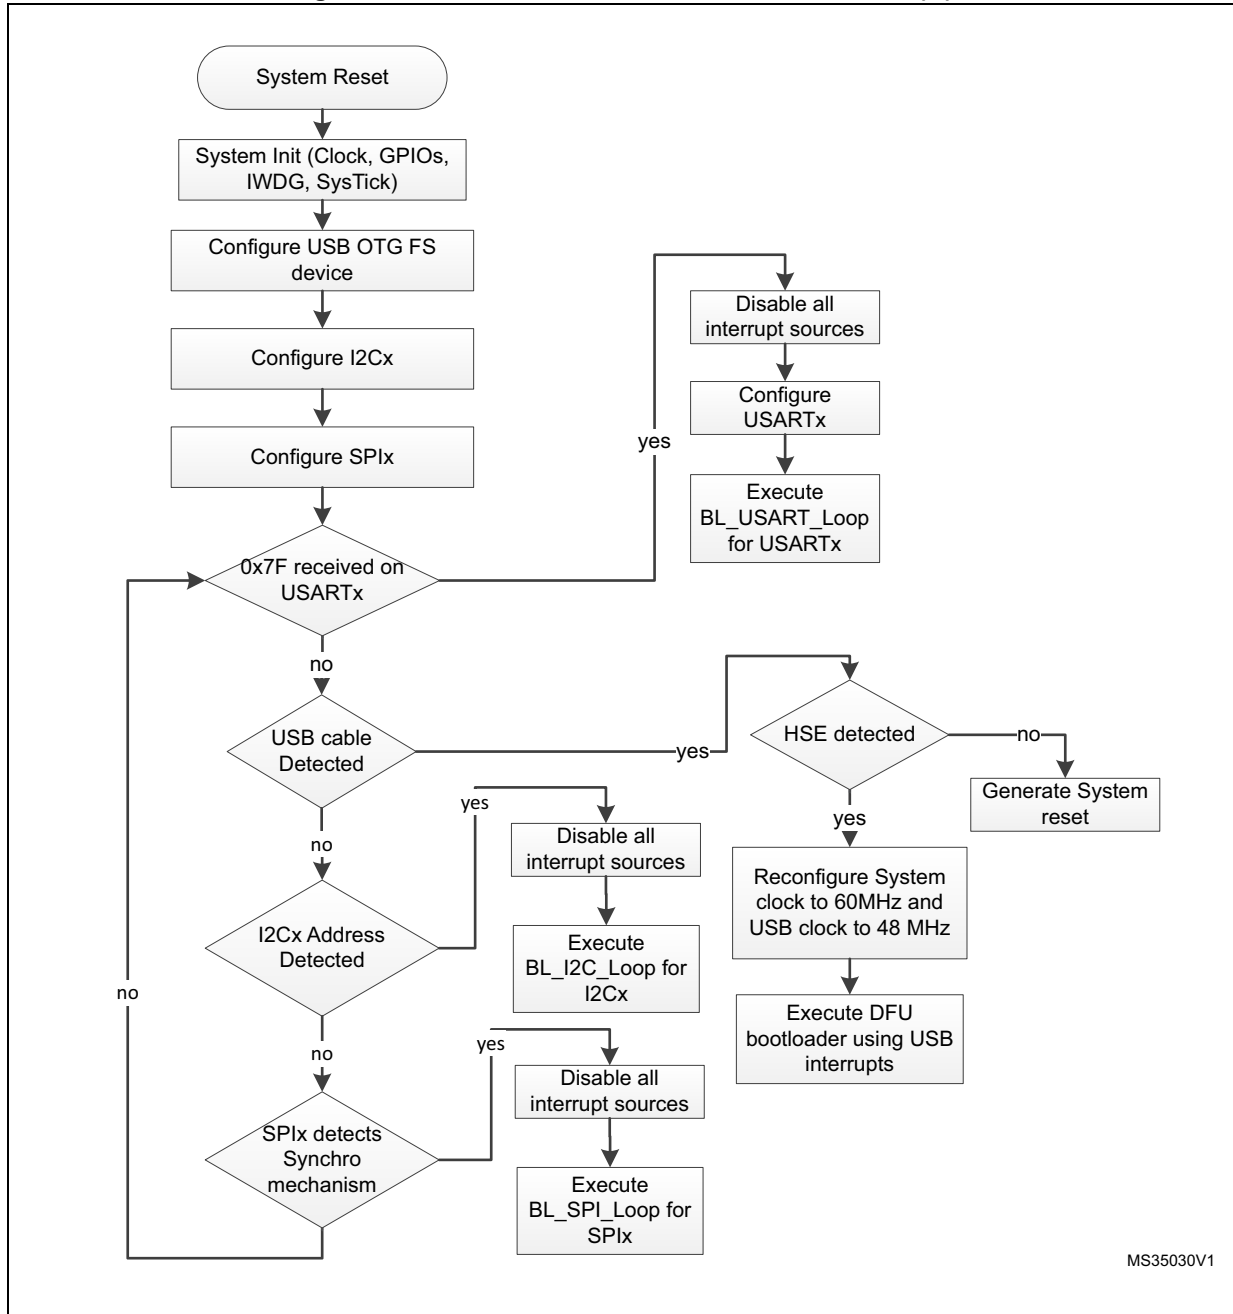 System Reset
System Init (Clock, GPIOs,
IWDG, SysTick)
Configure USB OTG FS
device
Configure I2Cx
Configure SPIx
0x7F received on
USARTx
yes
Disable all
interrupt sources
Configure
USARTx
Execute
BL_USART_Loop
for USARTx
no
USB cable
Detected
yes
HSE detected
no
Generate System
reset
yes
Reconfigure System
clock to 60MHz and
USB clock to 48 MHz
Execute DFU
bootloader using USB
interrupts
no
I2Cx Address
Detected
yes
Disable all
interrupt sources
Execute
BL_I2C_Loop for
I2Cx
no
SPIx detects
Synchro
mechanism
yes
Disable all
interrupt sources
Execute
BL_SPI_Loop for
SPIx
no
MS35030V1